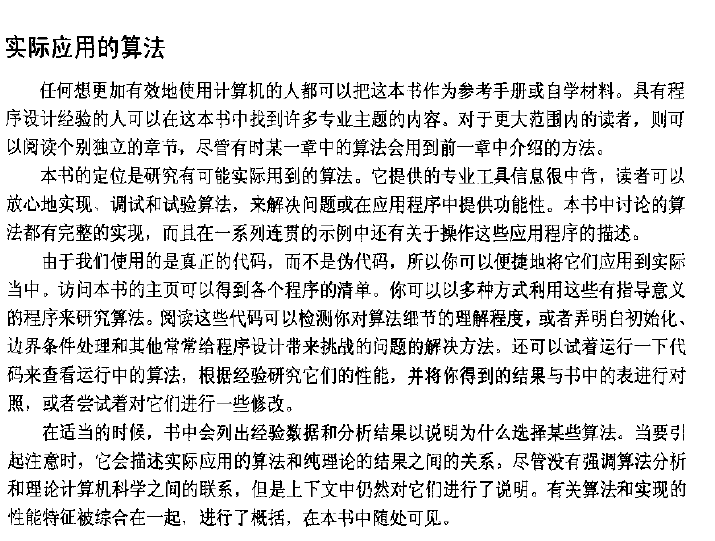 实际应用的算法
任何想更加有效地使用计算机的人都可以把这本书作为参考手册或自学材料。具有程
序设计经验的人可以在这本书中找到许多专业主题的内容。对于更大范围内的读者，则可
以阅读个别独立的章节，尽管有时某一章中的算法会用到前一章中介绍的方法。
本书的定位是研究有可能实际用到的算法。它提供的专业工具信息很中肯，读者可以
放心地实现、调试和试验算法，来解决问题或在应用程序中提供功能性。本书中讨论的算
法都有完整的实现，而且在一系列连贯的示例中还有关于操作这些应用程序的描述。
由于我们使用的是真正的代码，而不是伪代码，所以你可以便捷地将它们应用到实际
当中。访问本书的主页可以得到各个程序的清单。你可以以多种方式利用这些有指导意义
的程序来研究算法。阅读这些代码可以检测你对算法细节的理解程度，或者弄明白初始化、
边界条件处理和其他常常给程序设计带来挑战的问题的解决方法。还可以试着运行一下代
码来查看运行中的算法，根据经验研究它们的性能，并将你得到的结果与书中的表进行对
照，或者尝试着对它们进行一些修改。
在适当的时候，书中会列出经验数据和分析结果以说明为什么选择某些算法。当要引
起注意时，它会描述实际应用的算法和纯理论的结果之间的关系。尽管没有强调算法分析
和理论计算机科学之间的联系，但是上下文中仍然对它们进行了说明。有关算法和实现的
性能特征被综合在一起，进行了概括，在本书中随处可见。